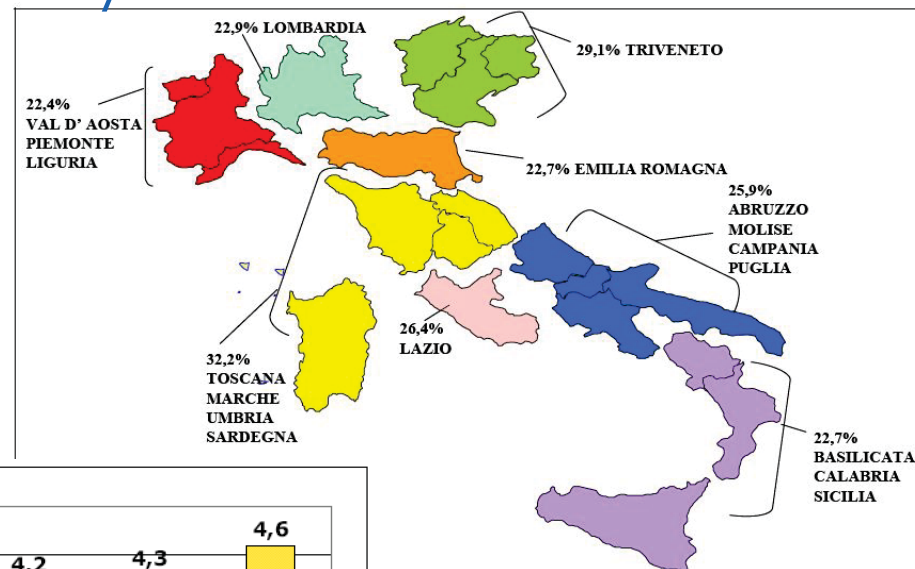 22,9% LOMBARDIA
29,1% TRIVENETO
22,4%
VAL D' AOSTA
PIEMONTE
LIGURIA
22,7% EMILIA ROMAGNA
25,9%
ABRUZZO
MOLISE
CAMPANIA
PUGLIA
26,4%
LAZIO
32,2%
TOSCANA
MARCHE
UMBRIA
SARDEGNA
22,7%
BASILICATA
CALABRIA
SICILIA
4,6
4,3
4,2